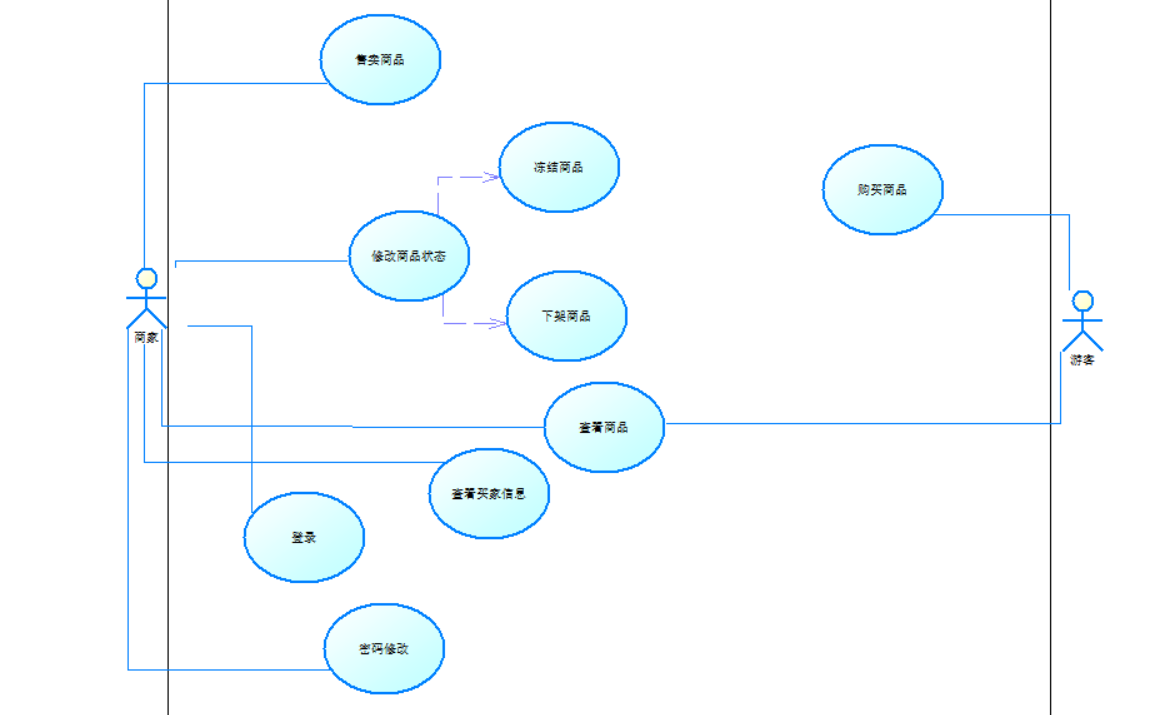 售卖商品
冻结商品
购买商品
修改商品状态
下架商品
商家
游客
查看商品
查看买家信息
登录
密码修改